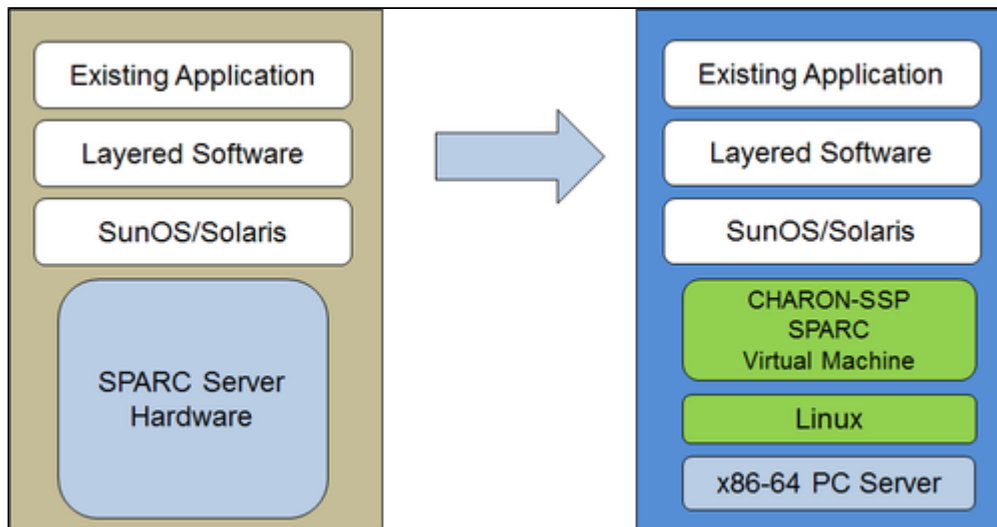 Existing Application
Layered Software
SunOS/Solaris
SPARC Server
Hardware
Existing Application
Layered Software
SunOS/Solaris
CHARON-SSP
SPARC
Virtual Machine
Linux
x86-64 PC Server